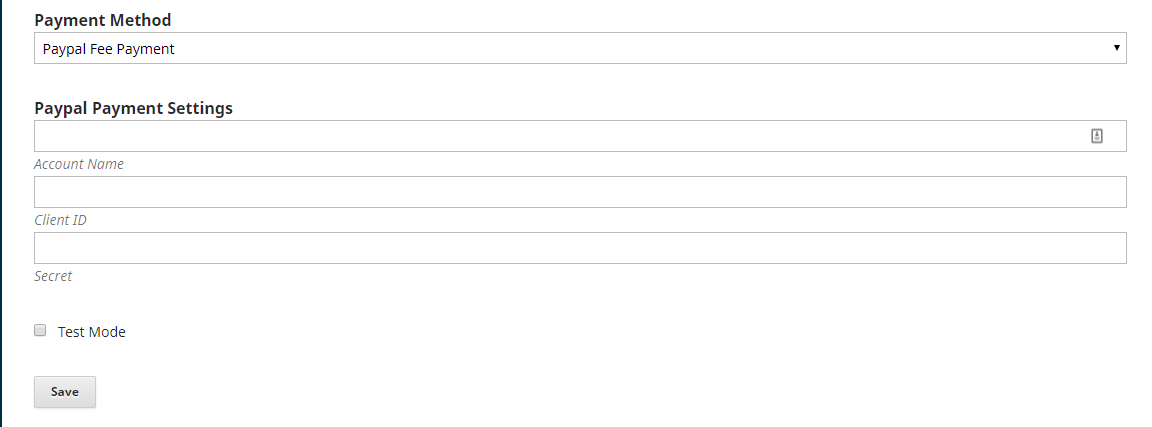 Payment Method
Paypal Fee Payment
Paypal Payment Settings
Account Name
Client ID
Secret
Test Mode
Save